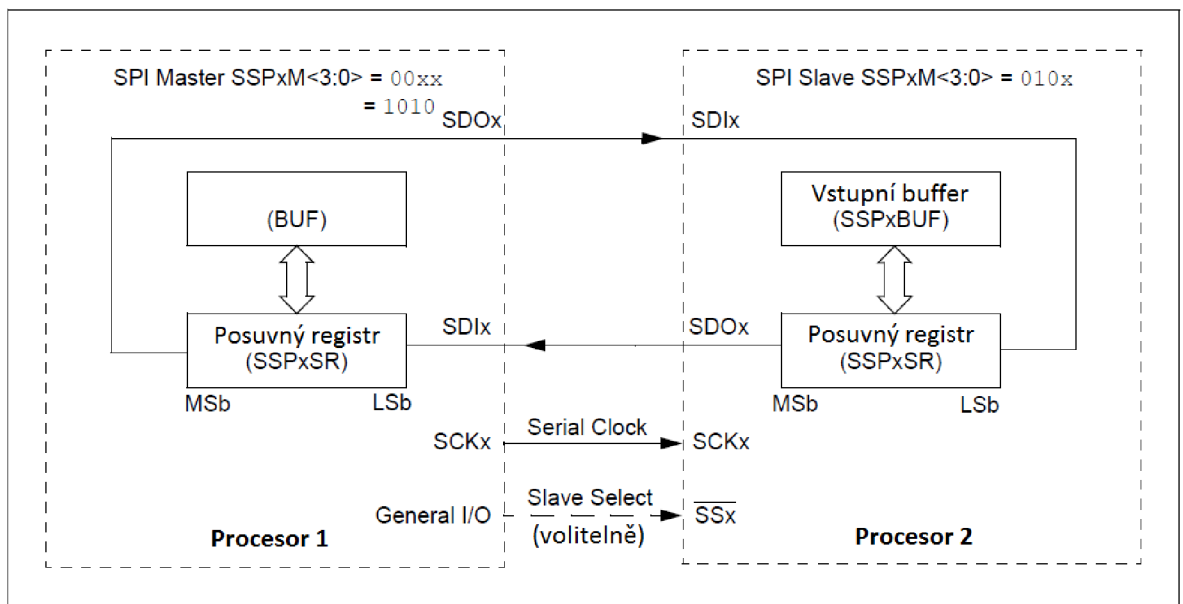 SPI Master SSPxM<3:0> = 00xx
= 1010
SDOx
(BUF)
Posuvný registr
(SSPxSR)
MSb
LSb
SDIx
SCKx
General I/O
Procesor 1
Serial Clock
Slave Select
(volitelně)
SPI Slave SSPxM<3:0> = 010x
SDIx
Vstupní buffer
(SSPxBUF)
SDOx
Posuvný registr
(SSPxSR)
MSb
LSb
SCKx
SSx
Procesor 2